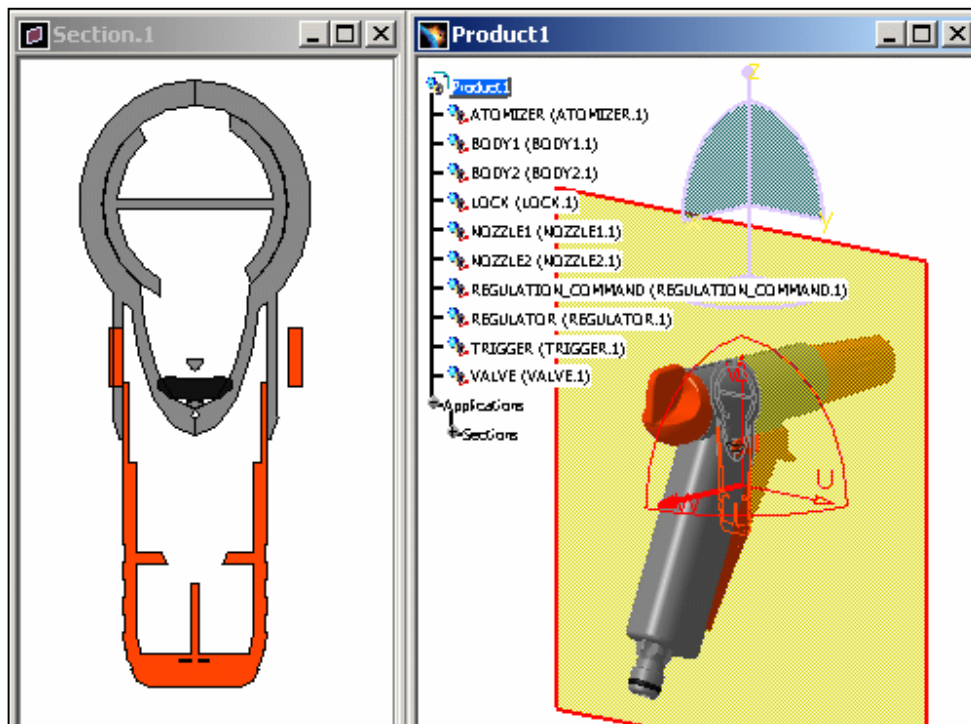 Section.1
Product1
Product1
ATOMIZER (ATOMIZER.1)
BODY1 (BODY1.1)
BODY2 (BODY2.1)
LOCK (LOCK.1)
NOZZLE1 (NOZZLE1.1)
NOZZLE2 (NOZZLE2.1)
REGULATION_COMMAND (REGULATION_COMMAND.1)
REGULATOR (REGULATOR.1)
TRIGGER (TRIGGER.1)
VALVE (VALVE.1)
Applications
Sections
z
x
y
U
W